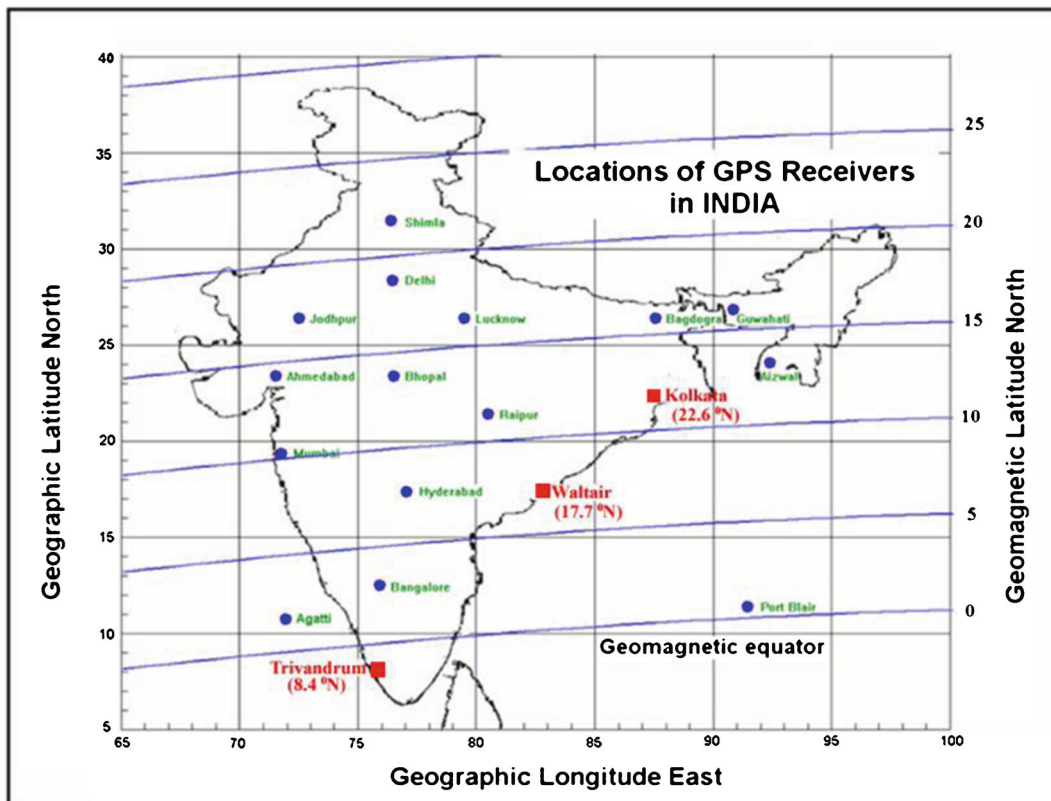 40
35
30
25
20
15
10
5
65
70
75
80
85
90
95
100
25
20
15
10
5
0
Geographic Latitude North
Geomagnetic Latitude North
Geographic Longitude East
Locations of GPS Receivers
in INDIA
Shimla
Delhi
Jodhpur
Lucknow
Bagdogra
Guwahati
Ahmedabad
Bhopal
Aizwal
Kolkata
(22.6 ⁰N)
Raipur
Mumbai
Hyderabad
Waltair
(17.7 ⁰N)
Bangalore
Agatti
Port Blair
Geomagnetic equator
Trivandrum
(8.4 ⁰N)